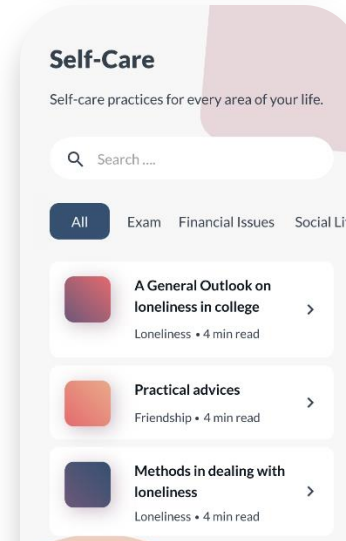 Self-Care
Self-care practices for every area of your life.
Search ....
All Exam Financial Issues Social Li
A General Outlook on
loneliness in college
Loneliness • 4 min read
Practical advices
Friendship • 4 min read
Methods in dealing with
loneliness
Loneliness • 4 min read